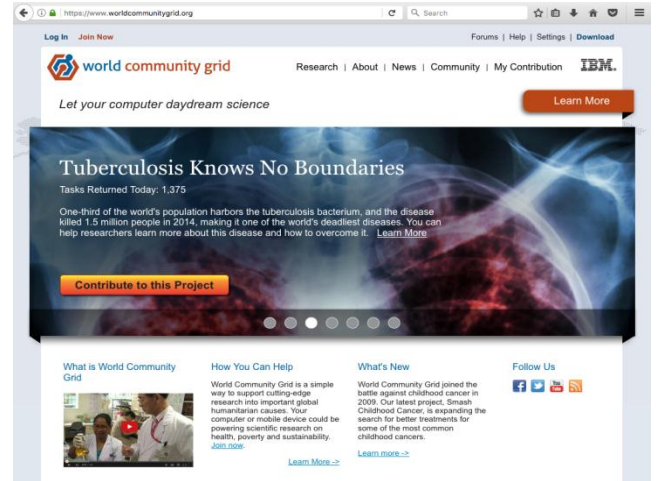 https://www.worldcommunitygrid.org
Search
Log In Join Now
Forums | Help | Settings | Download
world community grid
Research | About | News | Community | My Contribution
IBM.
Let your computer daydream science
Learn More
Tuberculosis Knows No Boundaries
Tasks Returned Today: 1,375
One-third of the world's population harbors the tuberculosis bacterium, and the disease
killed 1.5 million people in 2014, making it one of the world's deadliest diseases. You can
help researchers learn more about this disease and how to overcome it. Learn More
Contribute to this Project
What is World Community
Grid
How You Can Help
World Community Grid is a simple
way to support cutting-edge
research into important global
humanitarian causes. Your
computer or mobile device could be
powering scientific research on
health, poverty and sustainability.
Join now.
Learn More ->
What's New
World Community Grid joined the
battle against childhood cancer in
2009. Our latest project, Smash
Childhood Cancer, is expanding the
search for better treatments for
some of the most common
childhood cancers.
Learn more ->
Follow Us